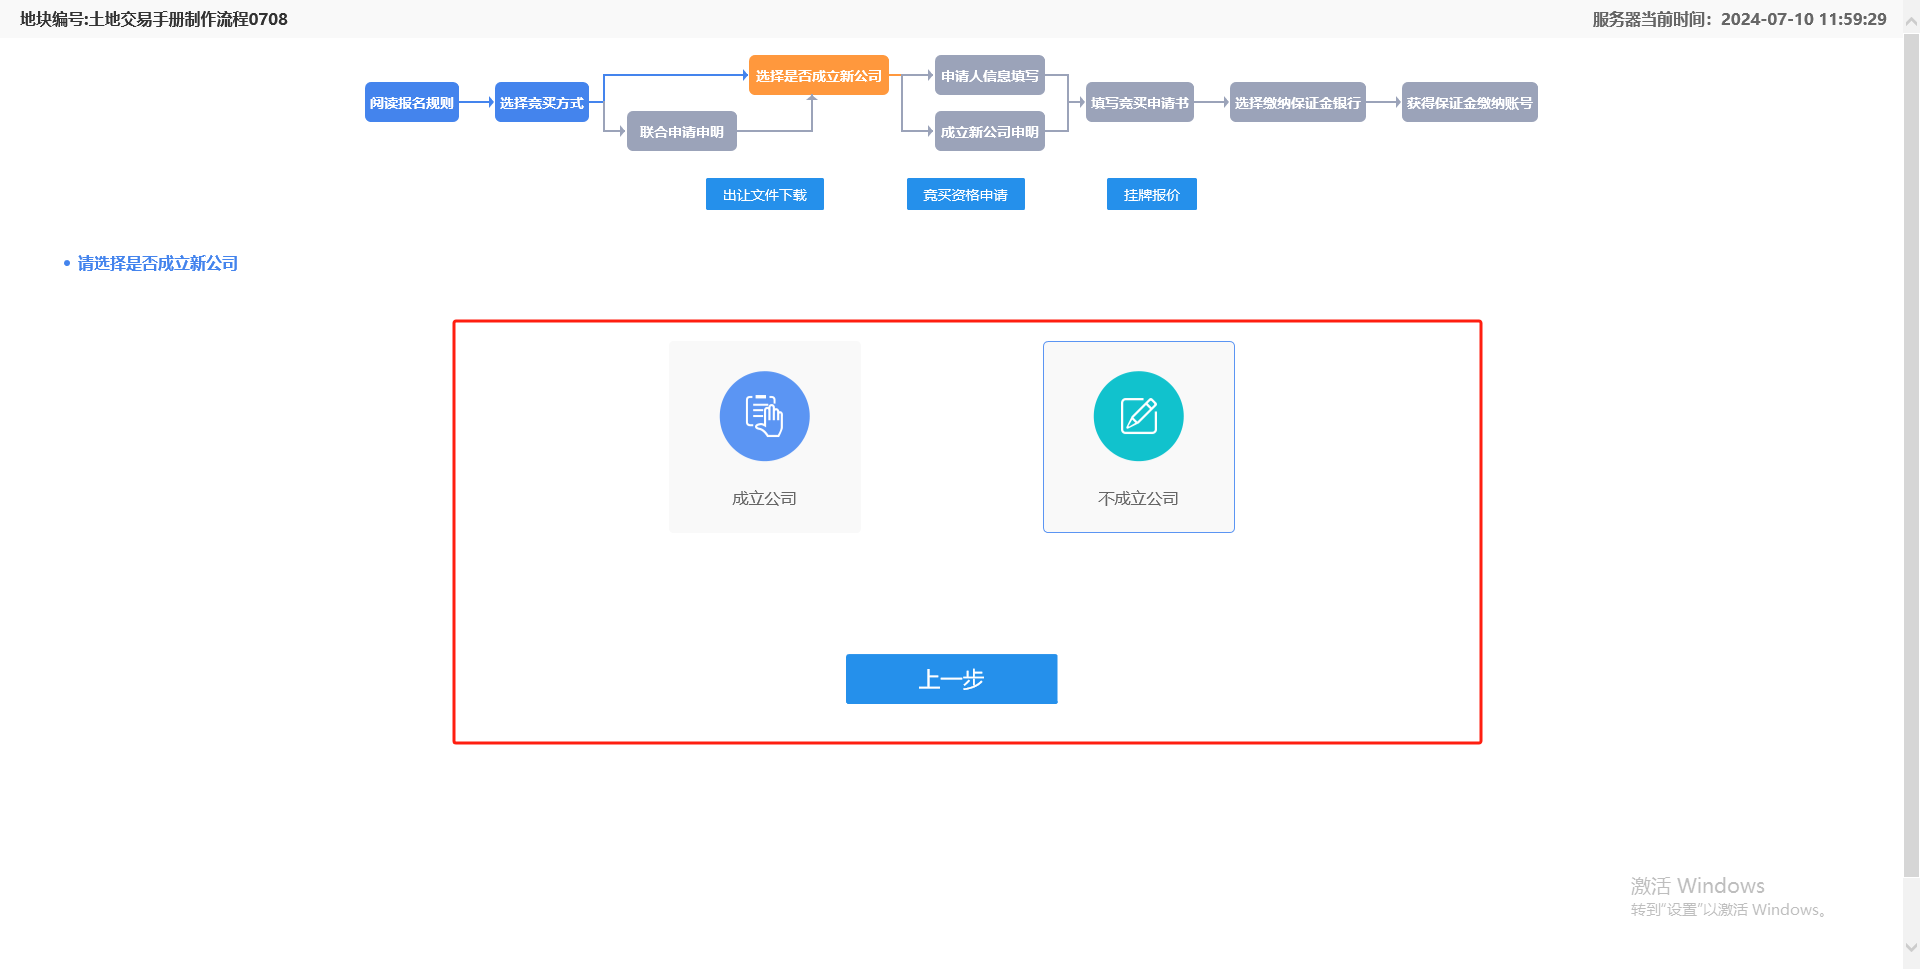 地块编号:土地交易手册制作流程0708
服务器当前时间：2024-07-10 11:59:29
选择是否成立新公司
申请人信息填写
阅读报名规则
选择竞买方式
填写竞买申请书
选择缴纳保证金银行
获得保证金缴纳账号
联合申请申明
成立新公司申明
出让文件下载
竞买资格申请
挂牌报价
请选择是否成立新公司
成立公司
不成立公司
上一步
激活 Windows
转到"设置"以激活 Windows。